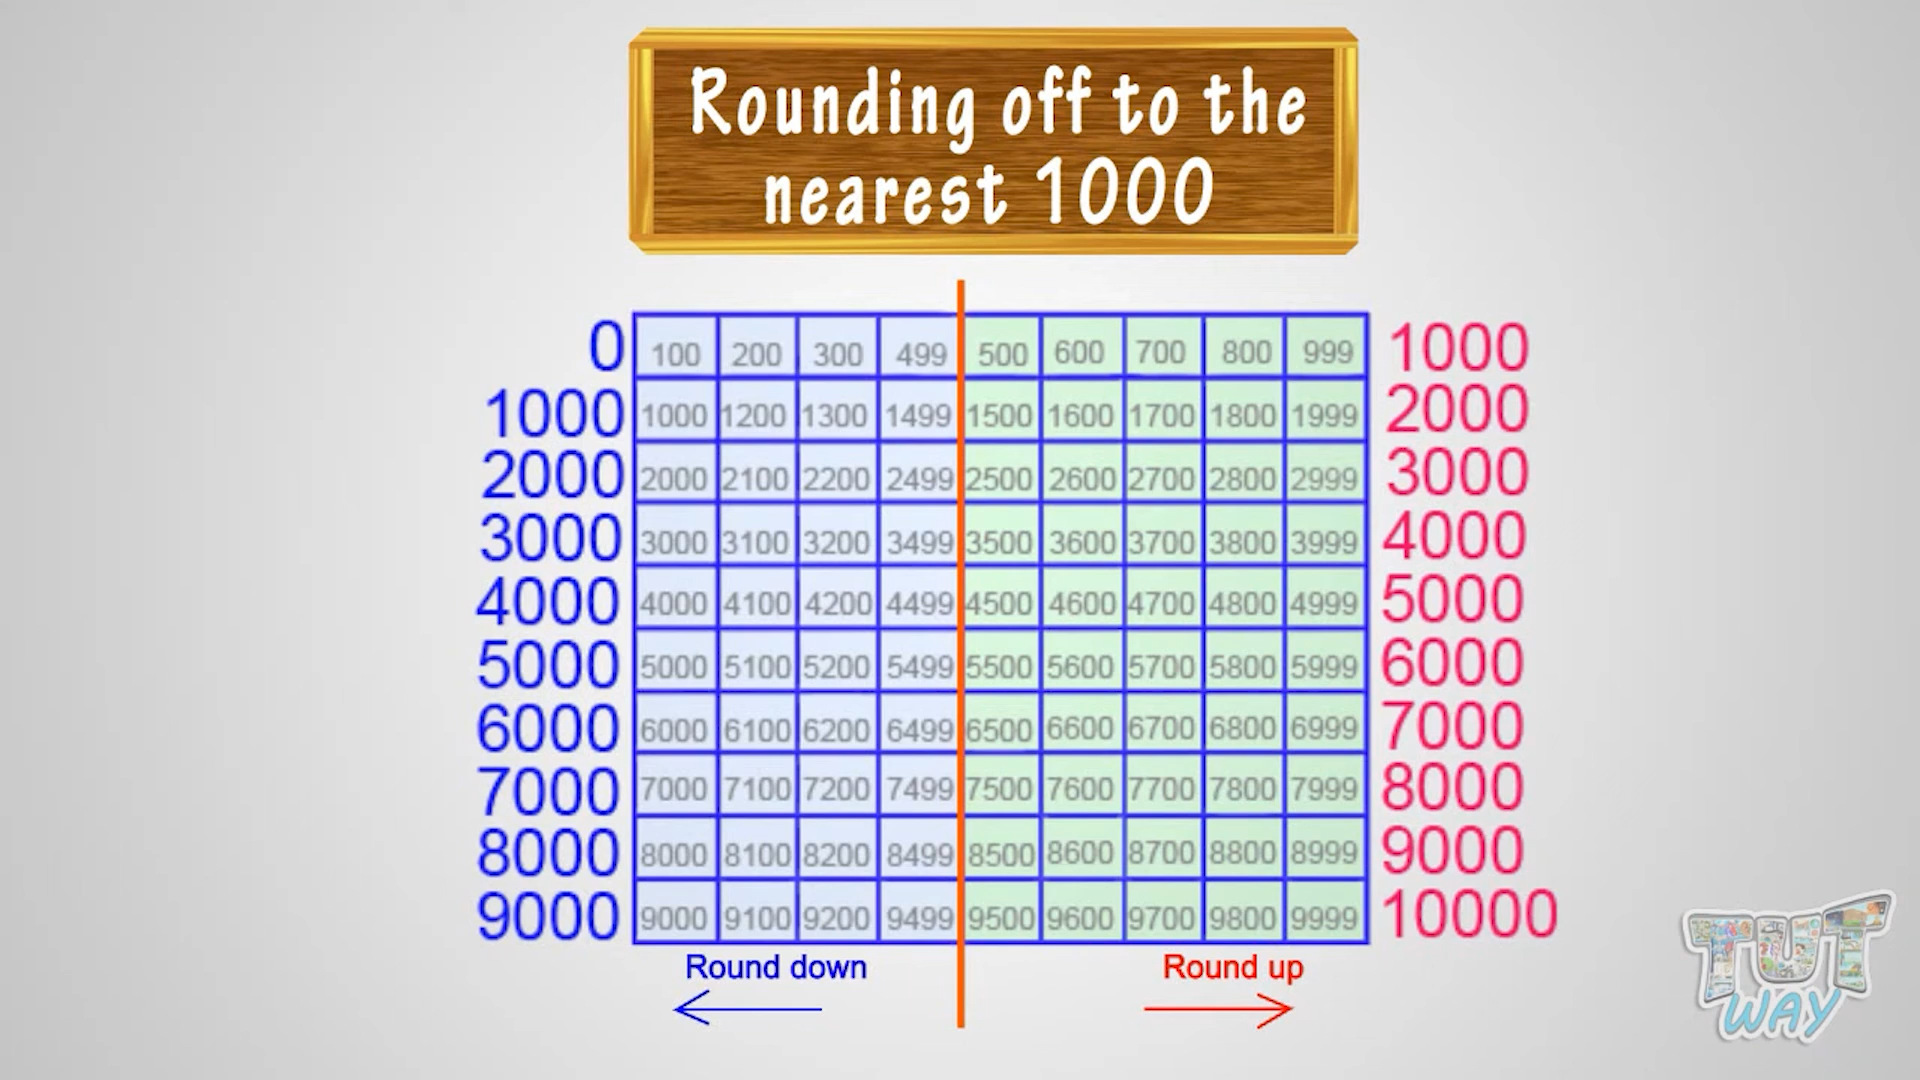 Rounding off to the
nearest 1000
0 100 200 300 499 500 600 700 800 999 1000
1000 1000 1200 1300 1499 1500 1600 1700 1800 1999 2000
2000 2000 2100 2200 2499 2500 2600 2700 2800 2999 3000
3000 3000 3100 3200 3499 3500 3600 3700 3800 3999 4000
4000 4000 4100 4200 4499 4500 4600 4700 4800 4999 5000
5000 5000 5100 5200 5499 5500 5600 5700 5800 5999 6000
6000 6000 6100 6200 6499 6500 6600 6700 6800 6999 7000
7000 7000 7100 7200 7499 7500 7600 7700 7800 7999 8000
8000 8000 8100 8200 8499 8500 8600 8700 8800 8999 9000
9000 9000 9100 9200 9499 9500 9600 9700 9800 9999 10000
Round down Round up
TUT
WAY